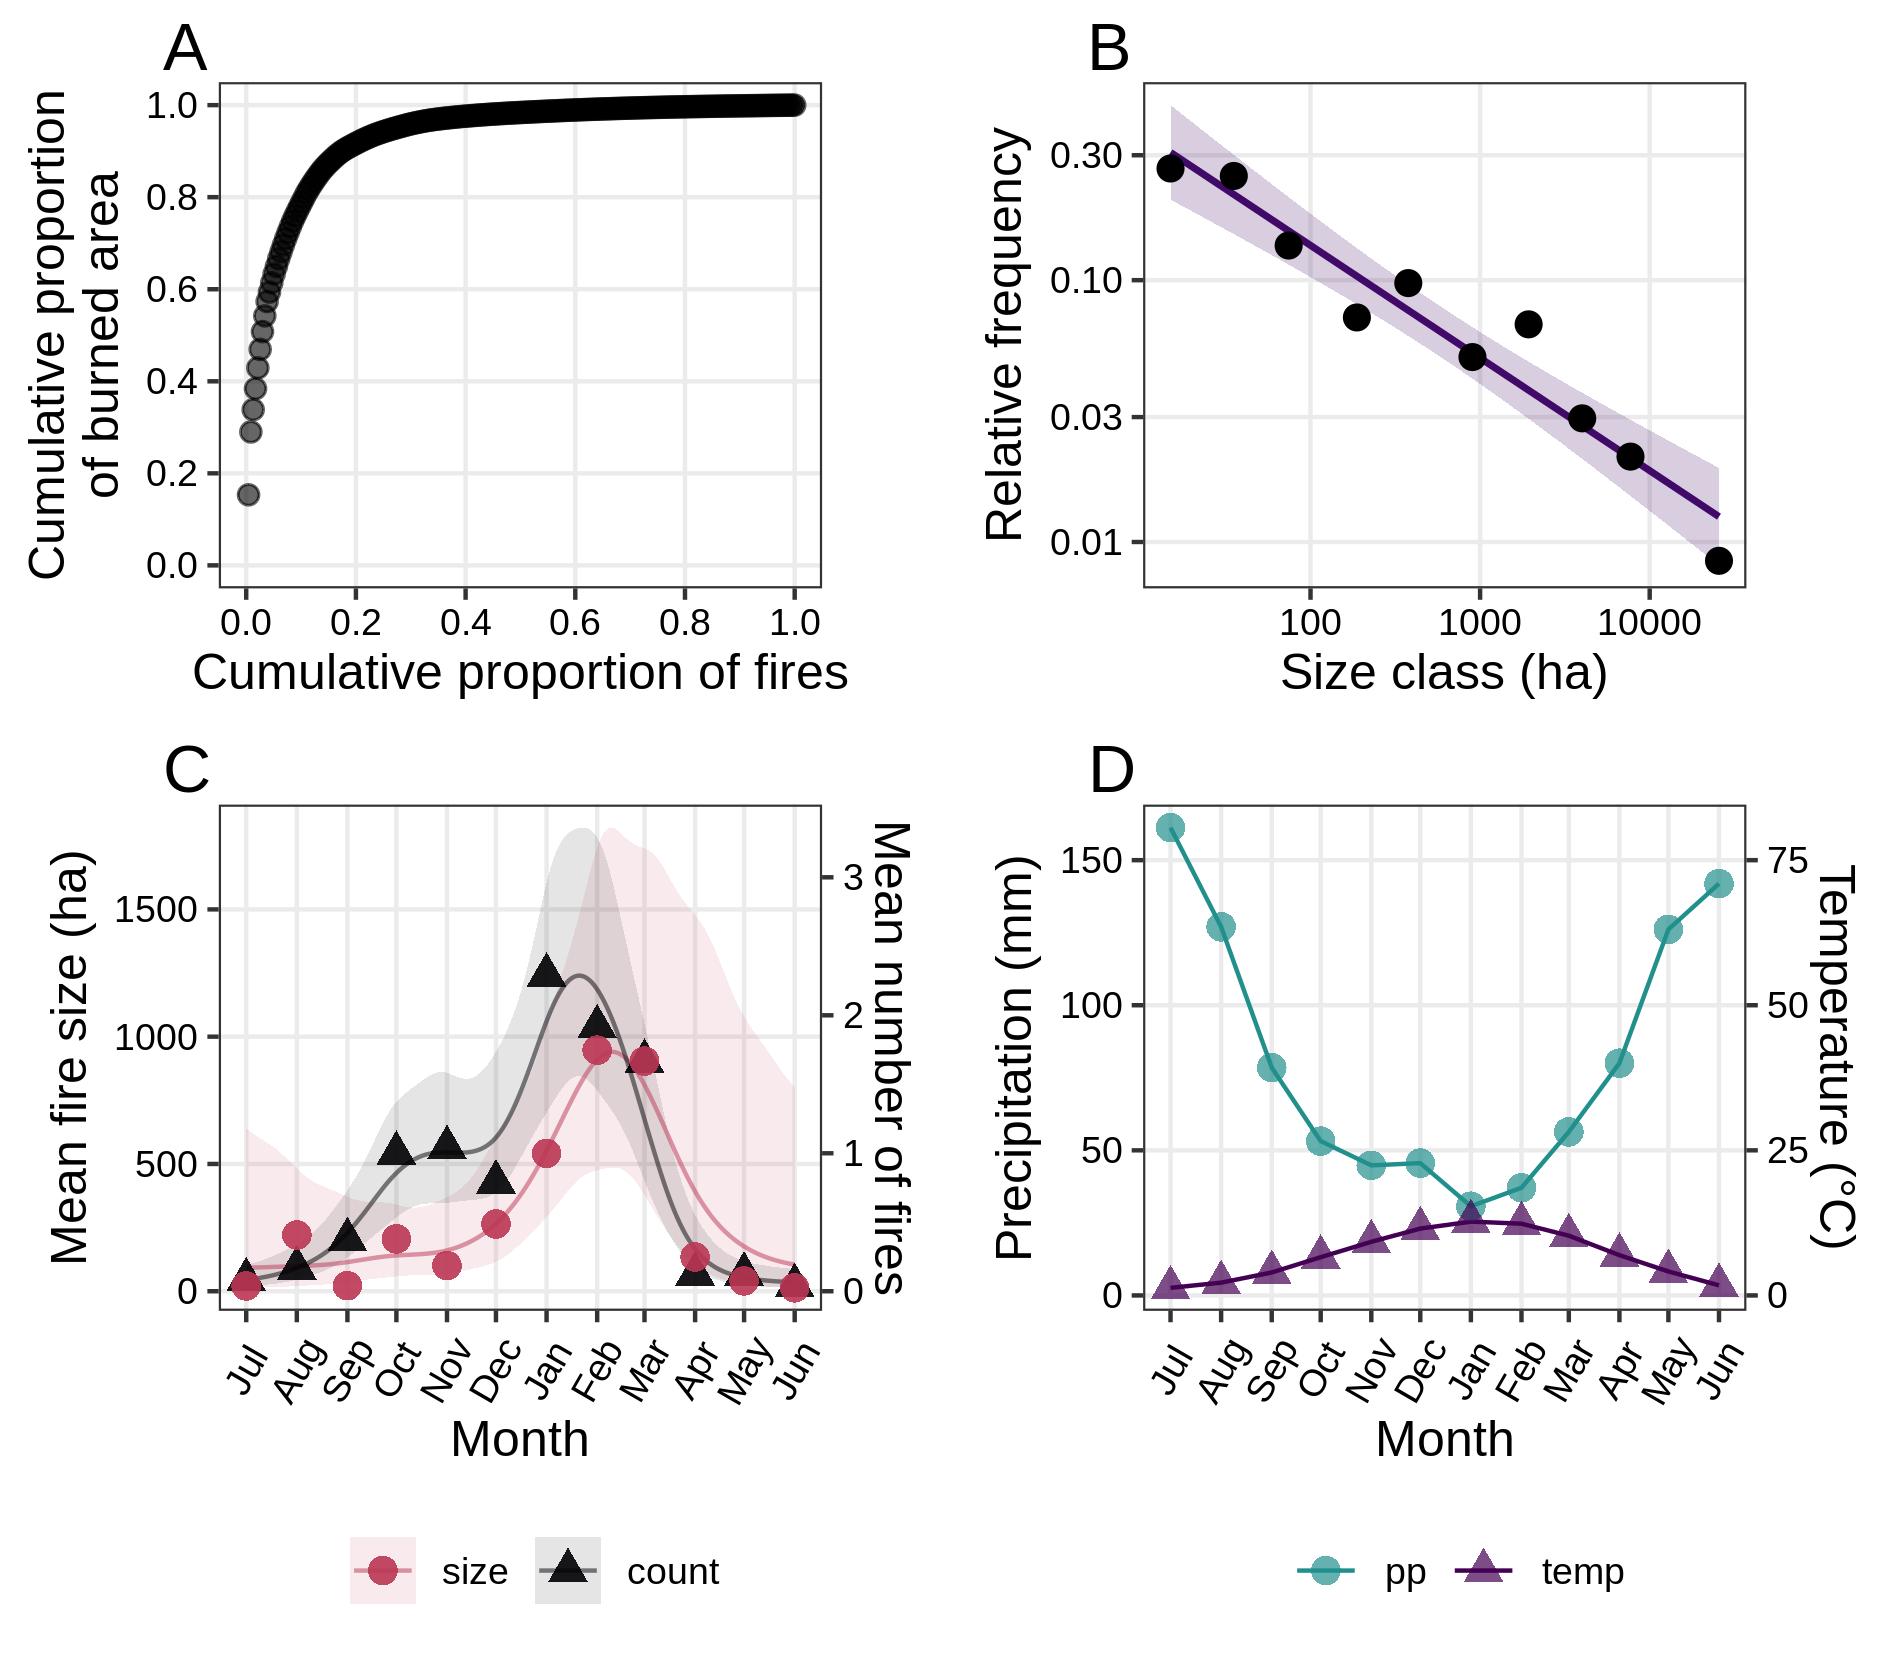 A
Cumulative proportion
of burned area
1.0
0.8
0.6
0.4
0.2
0.0
0.0 0.2 0.4 0.6 0.8 1.0
Cumulative proportion of fires
B
Relative frequency
0.30
0.10
0.03
0.01
100 1000 10000
Size class (ha)
C
Mean fire size (ha)
1500
1000
500
0
3
2
1
0
Mean number of fires
Jul Aug Sep Oct Nov Dec Jan Feb Mar Apr May Jun
Month
size count
D
Precipitation (mm)
150
100
50
0
75
50
25
0
Temperature (°C)
Jul Aug Sep Oct Nov Dec Jan Feb Mar Apr May Jun
Month
pp temp